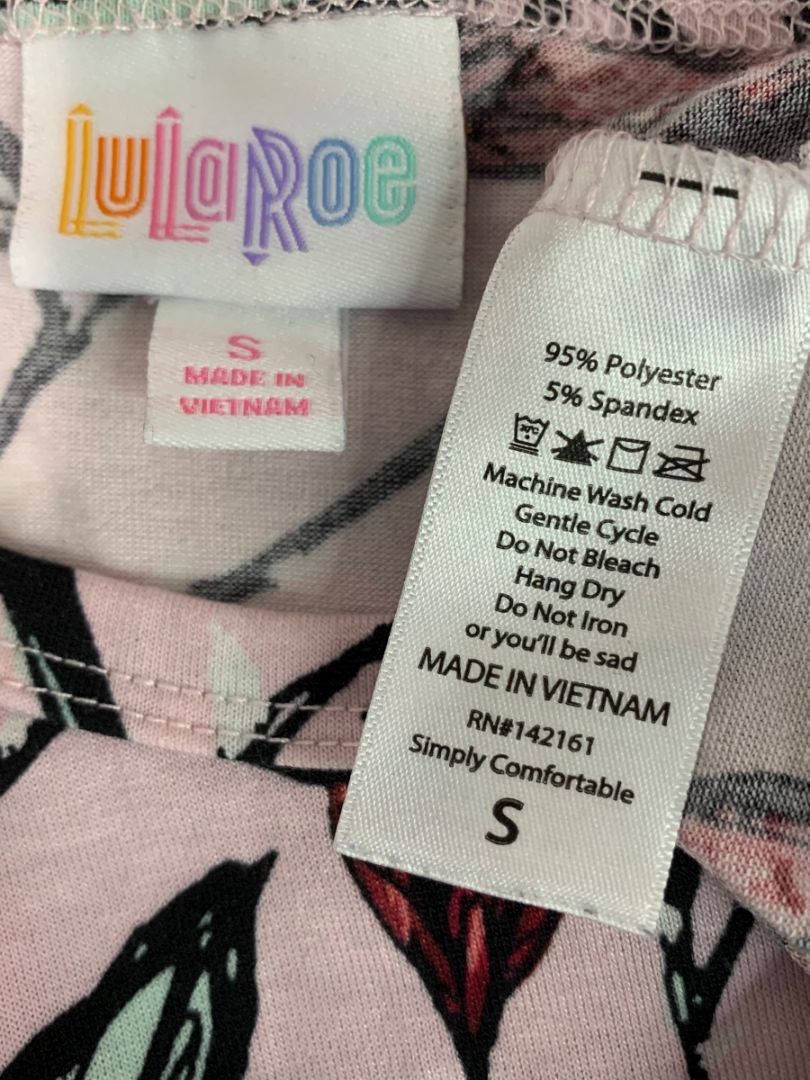 LuLaRoe
S
MADE IN
VIETNAM
95% Polyester
5% Spandex
30°C
Machine Wash Cold
Gentle Cycle
Do Not Bleach
Hang Dry
Do Not Iron
or you'll be sad
MADE IN VIETNAM
RN#142161
Simply Comfortable
S